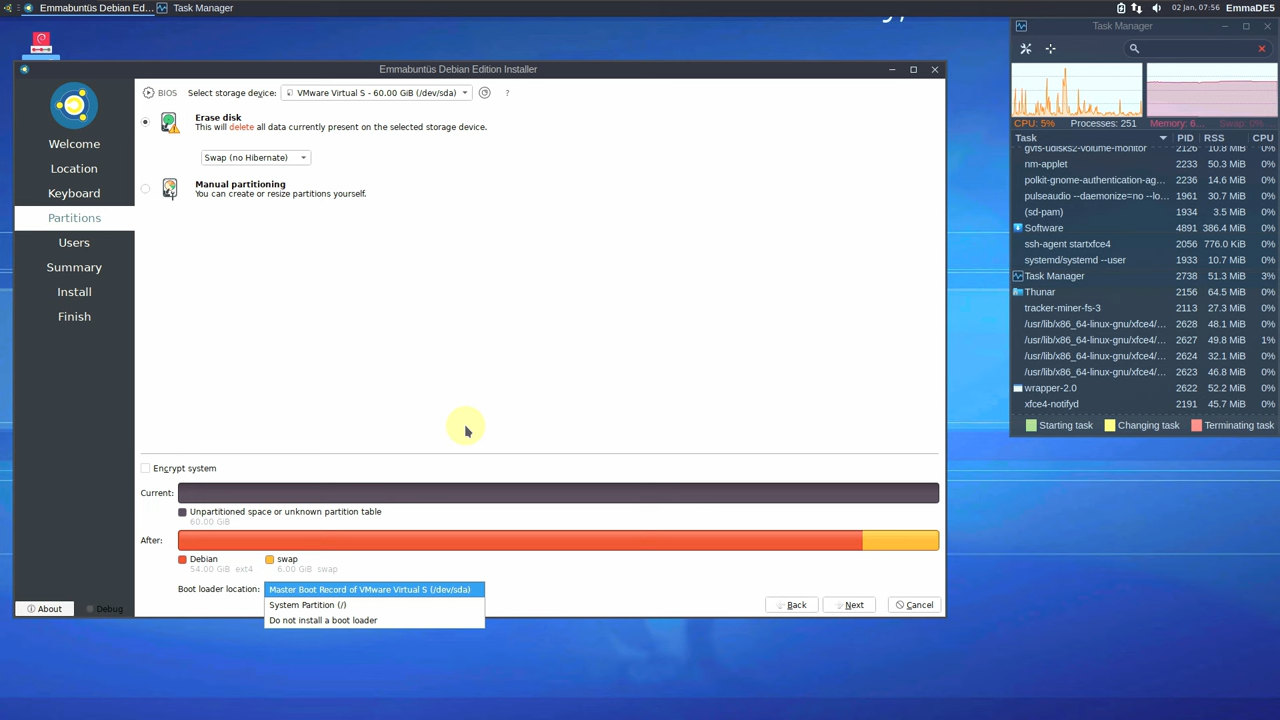 Emmabuntüs Debian Ed...
Task Manager
02 Jan, 07:56
EmmaDE5
Emmabuntüs Debian Edition Installer
Welcome
Location
Keyboard
Partitions
Users
Summary
Install
Finish
About
Debug
BIOS
Select storage device:
VMware Virtual S - 60.00 GiB (/dev/sda)
?
Erase disk
This will delete all data currently present on the selected storage device.
Swap (no Hibernate)
Manual partitioning
You can create or resize partitions yourself.
Encrypt system
Current:
Unpartitioned space or unknown partition table
60.00 GiB
After:
Debian
54.00 GiB ext4
swap
6.00 GiB swap
Boot loader location:
Master Boot Record of VMware Virtual S (/dev/sda)
System Partition (/)
Do not install a boot loader
Back
Next
Cancel
Task Manager
CPU: 5%
Processes: 251
Memory: 6...
Swap: 0%
Task PID RSS CPU
gvfs-udisks2-volume-monitor 2126 10.8 MiB 0%
nm-applet 2233 50.3 MiB 0%
polkit-gnome-authentication-ag... 2236 14.6 MiB 0%
pulseaudio --daemonize=no --lo... 1961 30.7 MiB 0%
(sd-pam) 1934 3.5 MiB 0%
Software 4891 386.4 MiB 0%
ssh-agent startxfce4 2056 776.0 KiB 0%
systemd/systemd --user 1933 10.7 MiB 0%
Task Manager 2738 51.3 MiB 3%
Thunar 2156 64.5 MiB 0%
tracker-miner-fs-3 2113 27.3 MiB 0%
/usr/lib/x86_64-linux-gnu/xfce4/... 2628 48.1 MiB 0%
/usr/lib/x86_64-linux-gnu/xfce4/... 2627 49.8 MiB 1%
/usr/lib/x86_64-linux-gnu/xfce4/... 2624 32.1 MiB 0%
/usr/lib/x86_64-linux-gnu/xfce4/... 2623 46.8 MiB 0%
wrapper-2.0 2622 52.2 MiB 0%
xfce4-notifyd 2191 45.7 MiB 0%
Starting task
Changing task
Terminating task